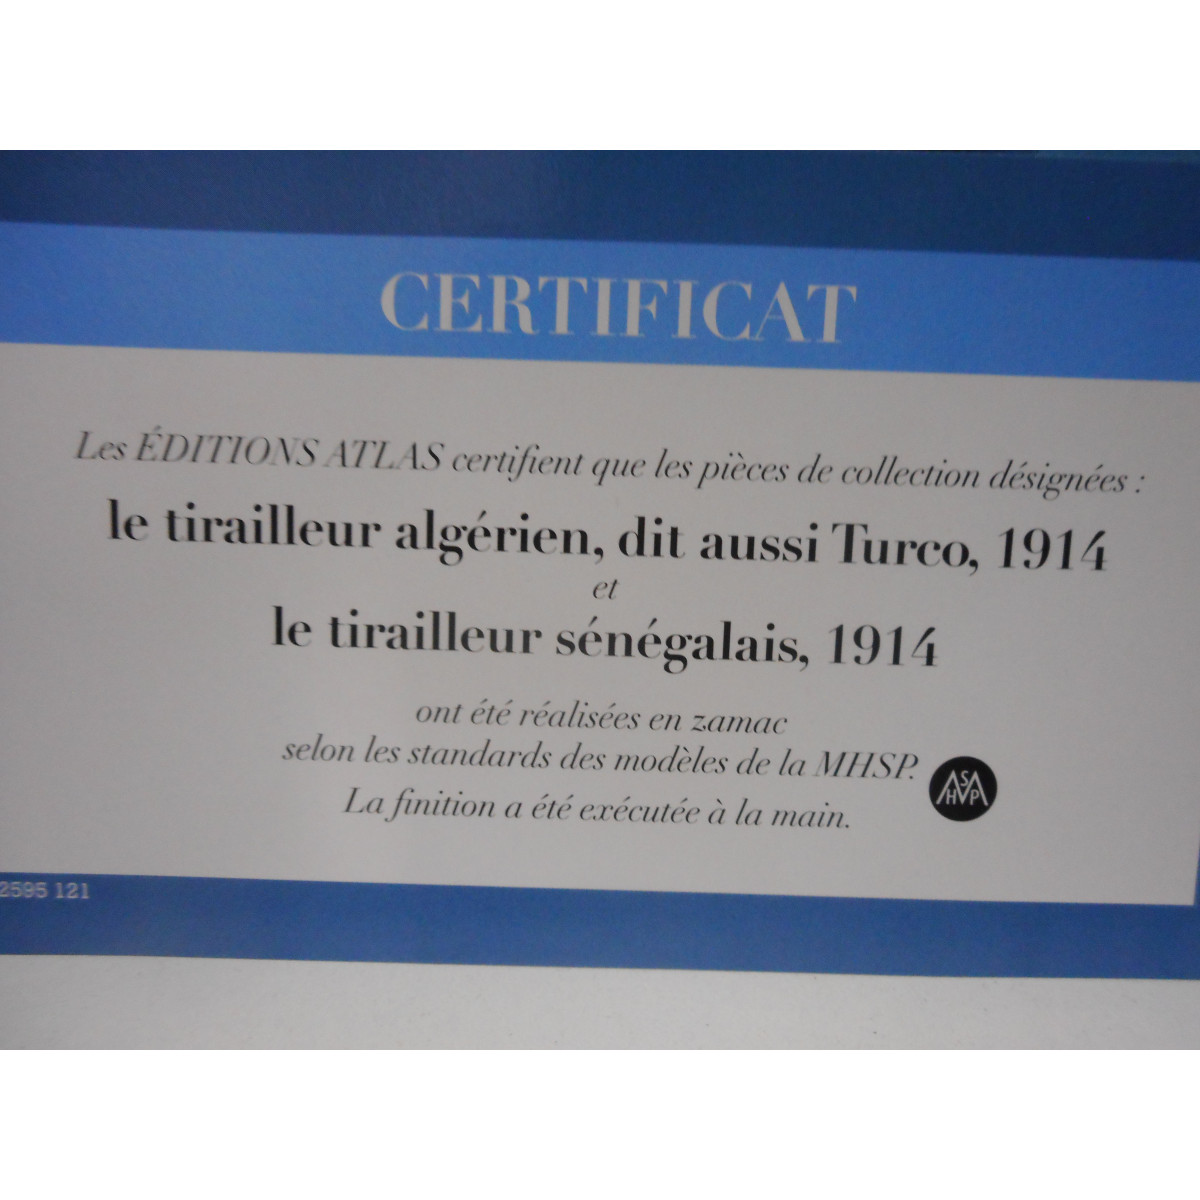 CERTIFICAT
Les ÉDITIONS ATLAS certifient que les pièces de collection désignées :
le tirailleur algérien, dit aussi Turco, 1914
et
le tirailleur sénégalais, 1914
ont été réalisées en zamac
selon les standards des modèles de la MHSP.
La finition a été exécutée à la main.
MHSP
2595 121